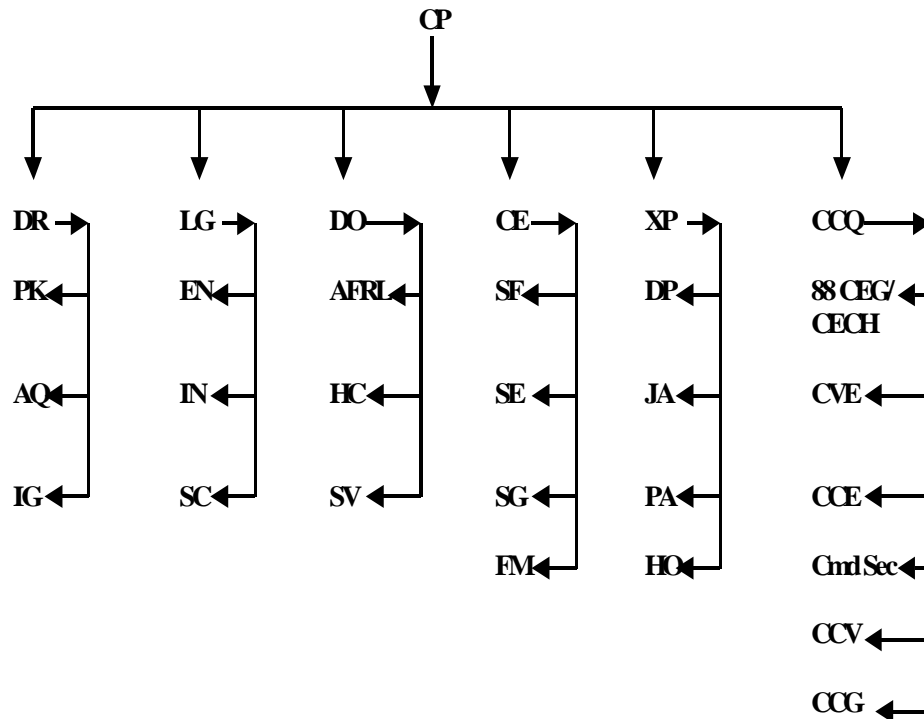 CP
DR LG DO CE XP CCQ
PK EN AFRL SF DP 88 CEG/
CECH
AQ IN HC SE JA CVE
IG SC SV SG PA CCE
FM HO Cmd Sec
CCV
CCG